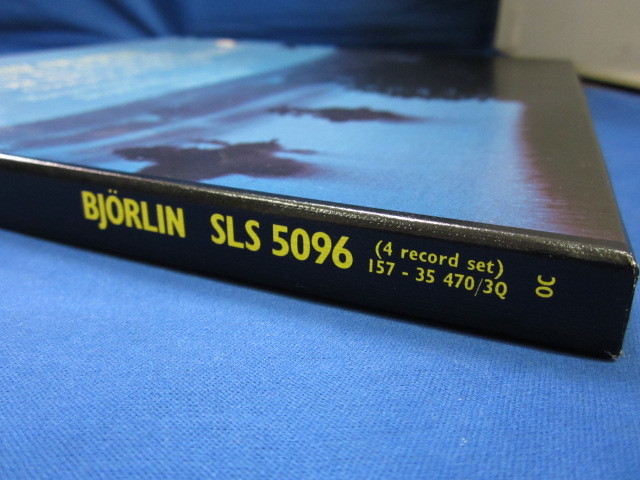 BJÖRLIN SLS 5096 (4 record set)
157 - 35 470/3Q